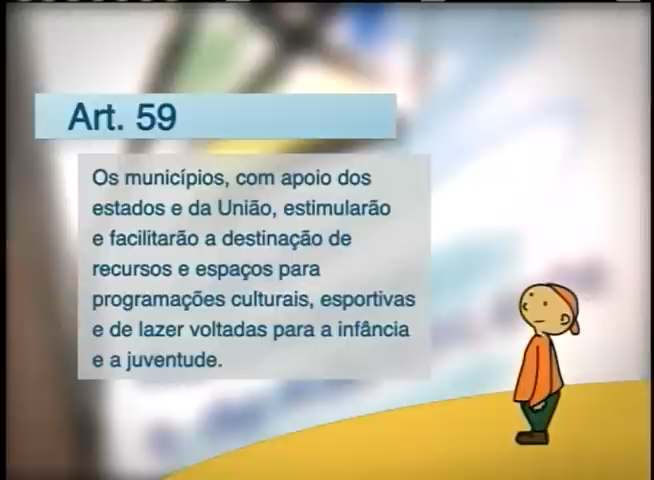 Art. 59
Os municípios, com apoio dos
estados e da União, estimularão
e facilitarão a destinação de
recursos e espaços para
programações culturais, esportivas
e de lazer voltadas para a infância
e a juventude.